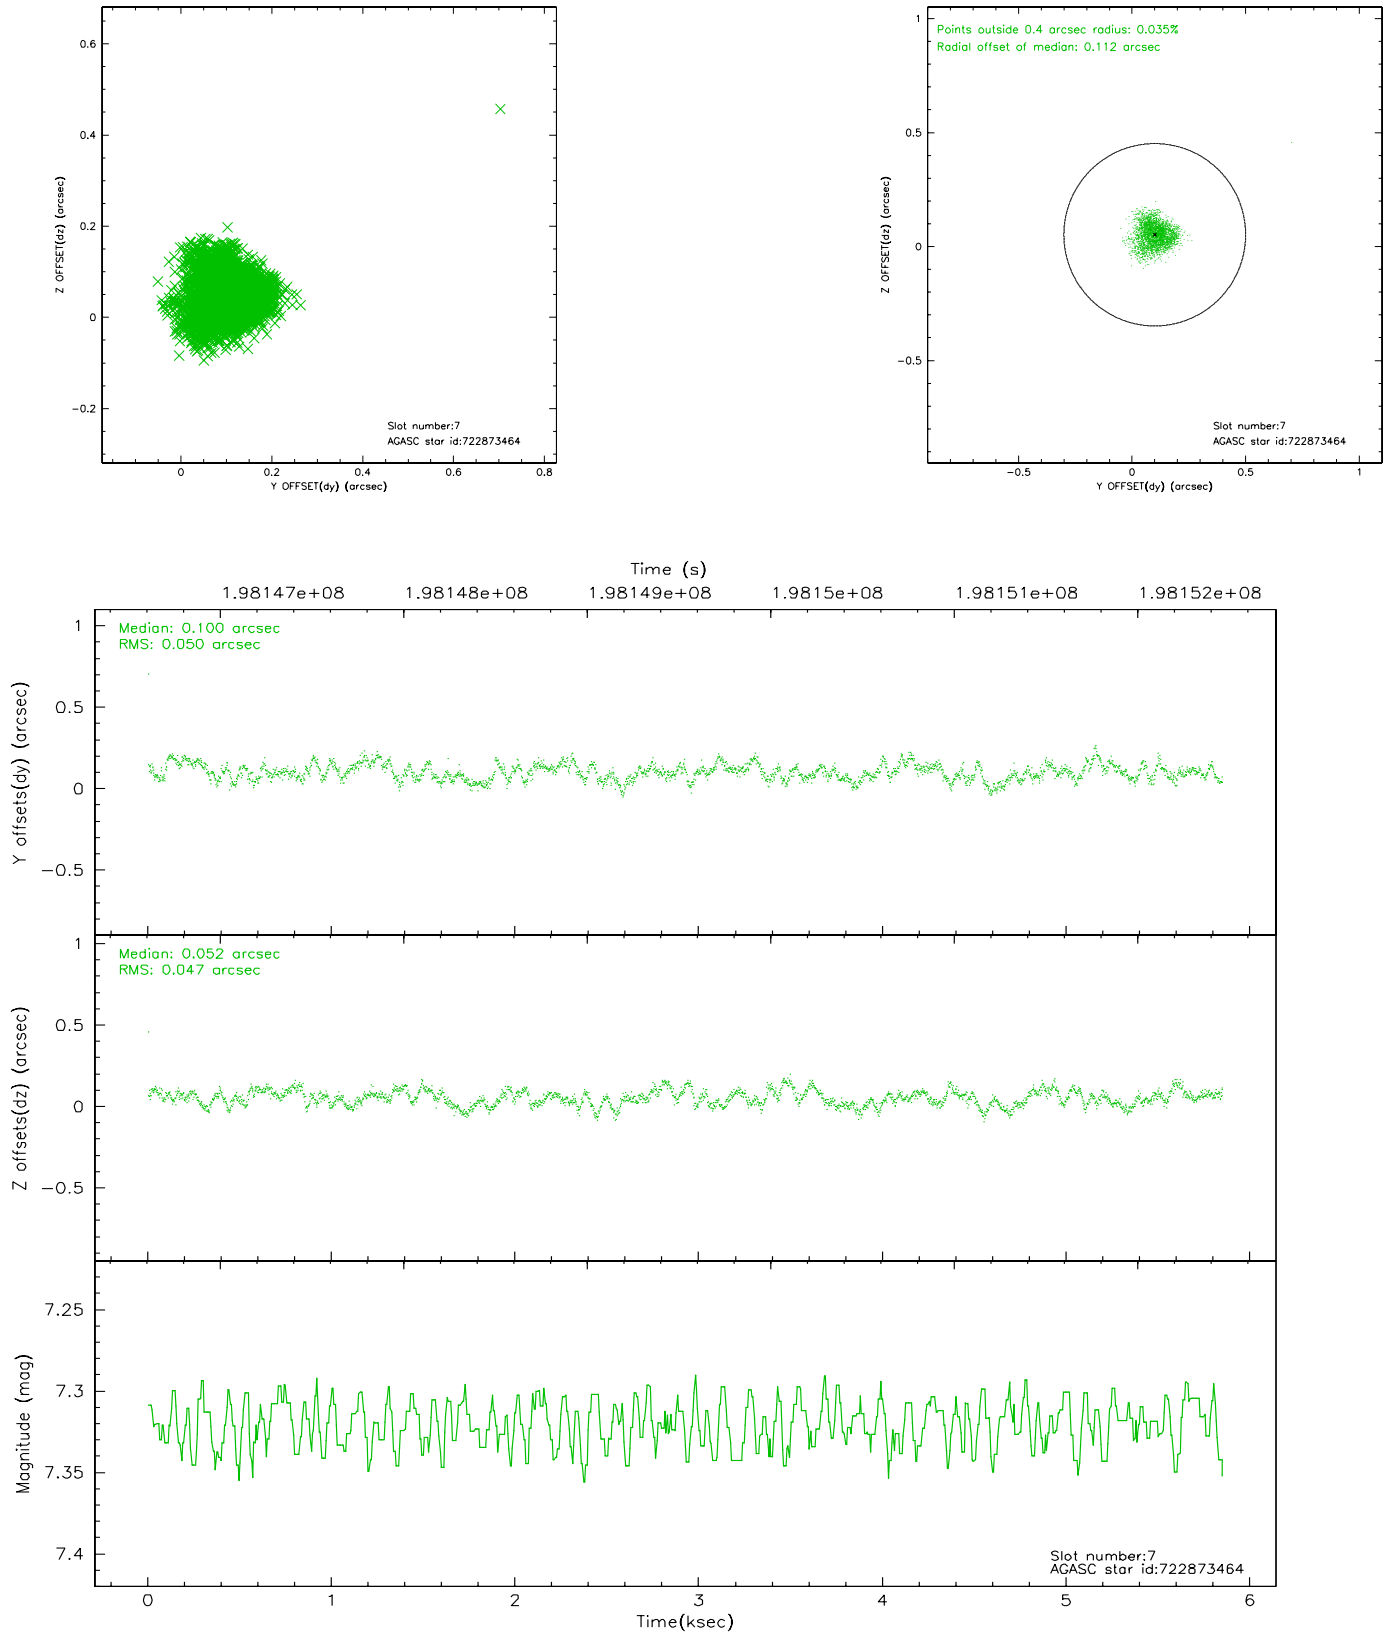 0.6
0.4
0.2
0
−0.2
Z OFFSET(dz) (arcsec)
Slot number:7
AGASC star id:722873464
0 0.2 0.4 0.6 0.8
Y OFFSET(dy) (arcsec)
Points outside 0.4 arcsec radius: 0.035%
Radial offset of median: 0.112 arcsec
1
0.5
0
−0.5
Z OFFSET(dz) (arcsec)
Slot number:7
AGASC star id:722873464
−0.5 0 0.5 1
Y OFFSET(dy) (arcsec)
Time (s)
1.98147e+08 1.98148e+08 1.98149e+08 1.9815e+08 1.98151e+08 1.98152e+08
Median: 0.100 arcsec
RMS: 0.050 arcsec
1
0.5
0
−0.5
Y offsets(dy) (arcsec)
Median: 0.052 arcsec
RMS: 0.047 arcsec
1
0.5
0
−0.5
Z offsets(dz) (arcsec)
7.25
7.3
7.35
7.4
Magnitude (mag)
Slot number:7
AGASC star id:722873464
0 1 2 3 4 5 6
Time(ksec)